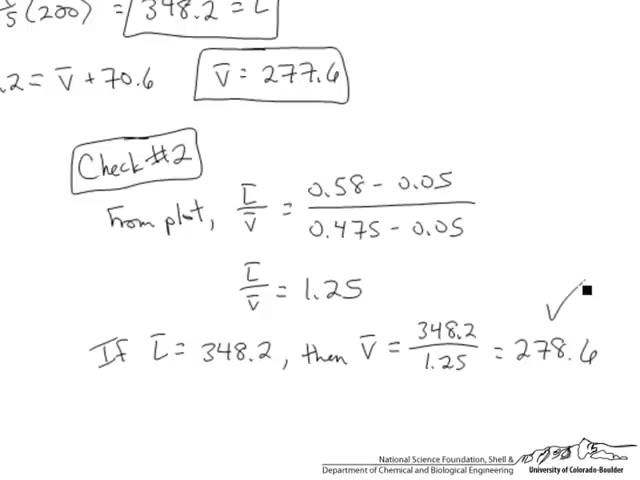 /5 (200) = 348.2 = L̄
.2 = V̄ + 70.6 V̄ = 277.6
Check #2
From plot, L̄/V̄ = (0.58 - 0.05)/(0.475 - 0.05)
L̄/V̄ = 1.25
If L̄ = 348.2, then V̄ = 348.2/1.25 = 278.6 ✓
National Science Foundation, Shell &
Department of Chemical and Biological Engineering
University of Colorado-Boulder